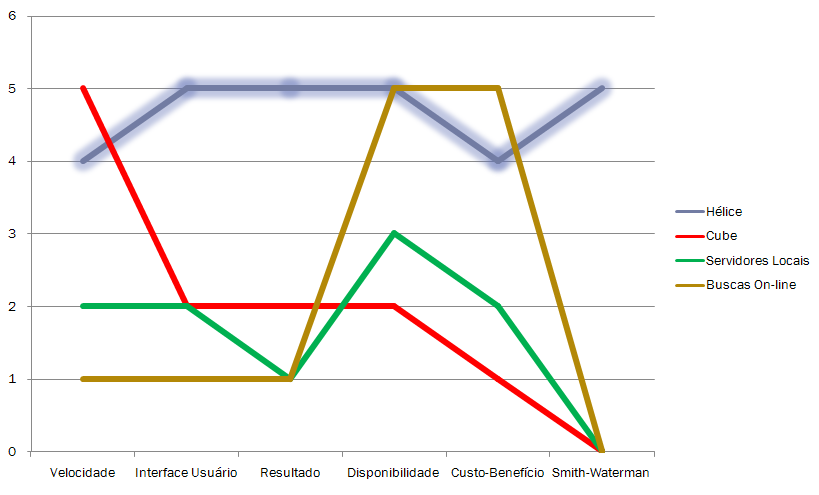 6
5
4
3
2
1
0
Velocidade Interface Usuário Resultado Disponibilidade Custo-Benefício Smith-Waterman
Hélice
Cube
Servidores Locais
Buscas On-line